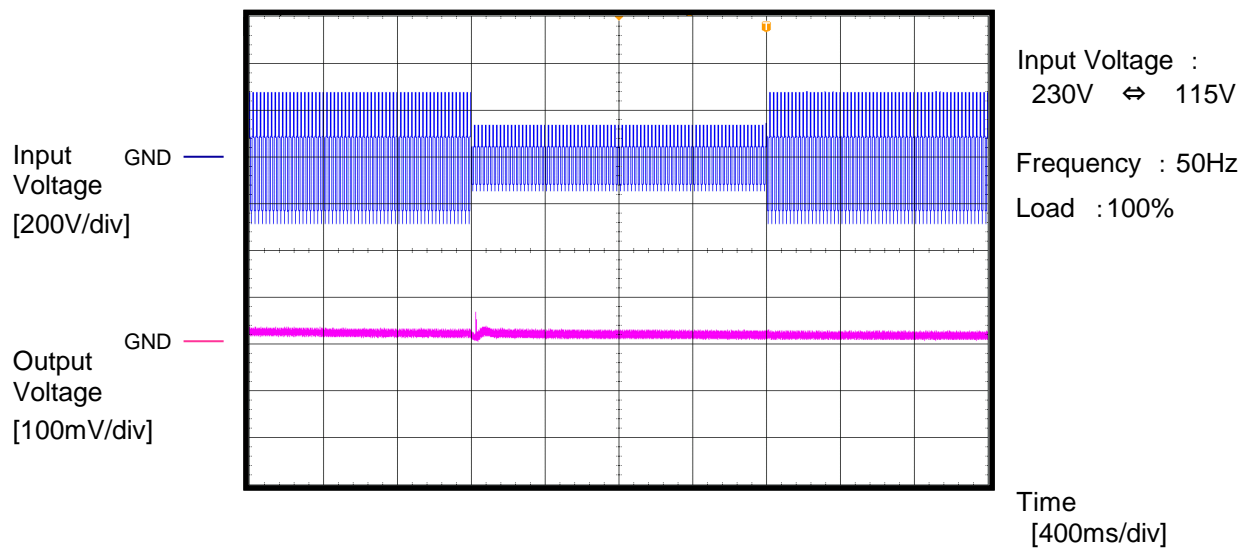 T
Input Voltage :
230V ⇔ 115V
Input
Voltage
[200V/div]
GND
Frequency : 50Hz
Load :100%
GND
Output
Voltage
[100mV/div]
Time
[400ms/div]